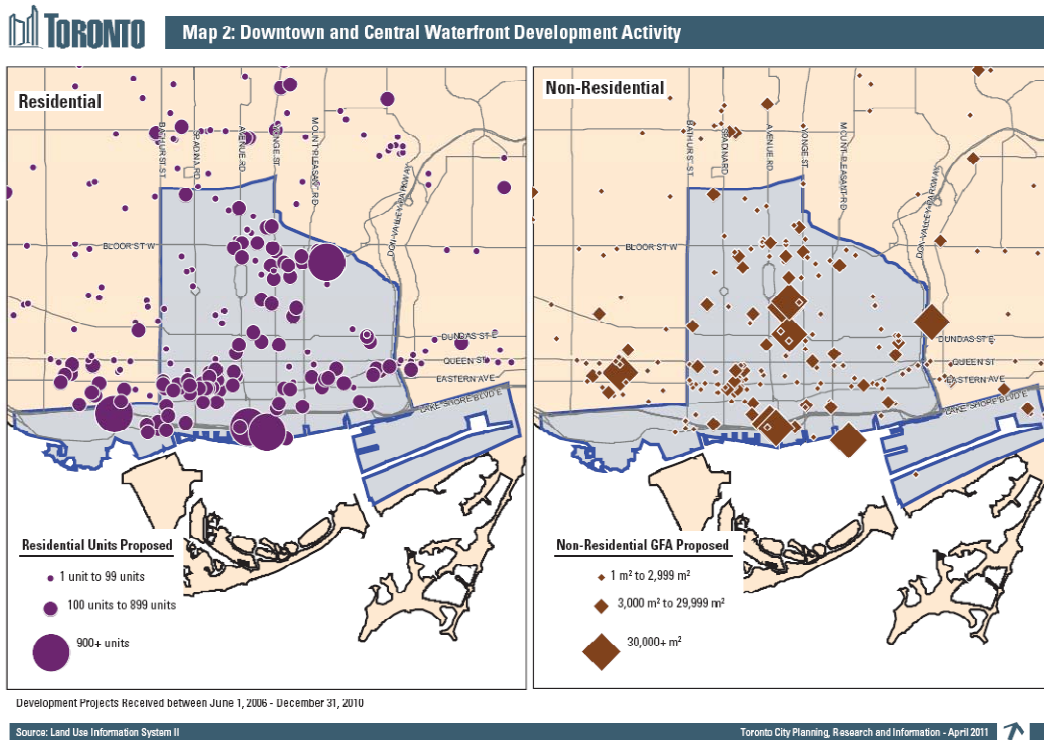 TORONTO
Map 2: Downtown and Central Waterfront Development Activity
Residential
BATHURST ST.
SPADINA RD
AVENUE RD
YONGE ST
MOUNT PLEASANT RD
DON VALLEY PARKWAY
BLOOR ST W
DUNDAS ST E
QUEEN ST
EASTERN AVE
LAKE SHORE BLVD E
Residential Units Proposed
1 unit to 99 units
100 units to 899 units
900+ units
Non-Residential
BATHURST ST.
SPADINA RD
AVENUE RD
YONGE ST.
MOUNT PLEASANT RD
DON VALLEY PARKWAY
BLOOR ST W
DUNDAS ST E
QUEEN ST
EASTERN AVE
LAKE SHORE BLVD E
Non-Residential GFA Proposed
1 m² to 2,999 m²
3,000 m² to 29,999 m²
30,000+ m²
Development Projects Received between June 1, 2006 - December 31, 2010
Source: Land Use Information System II
Toronto City Planning, Research and Information - April 2011